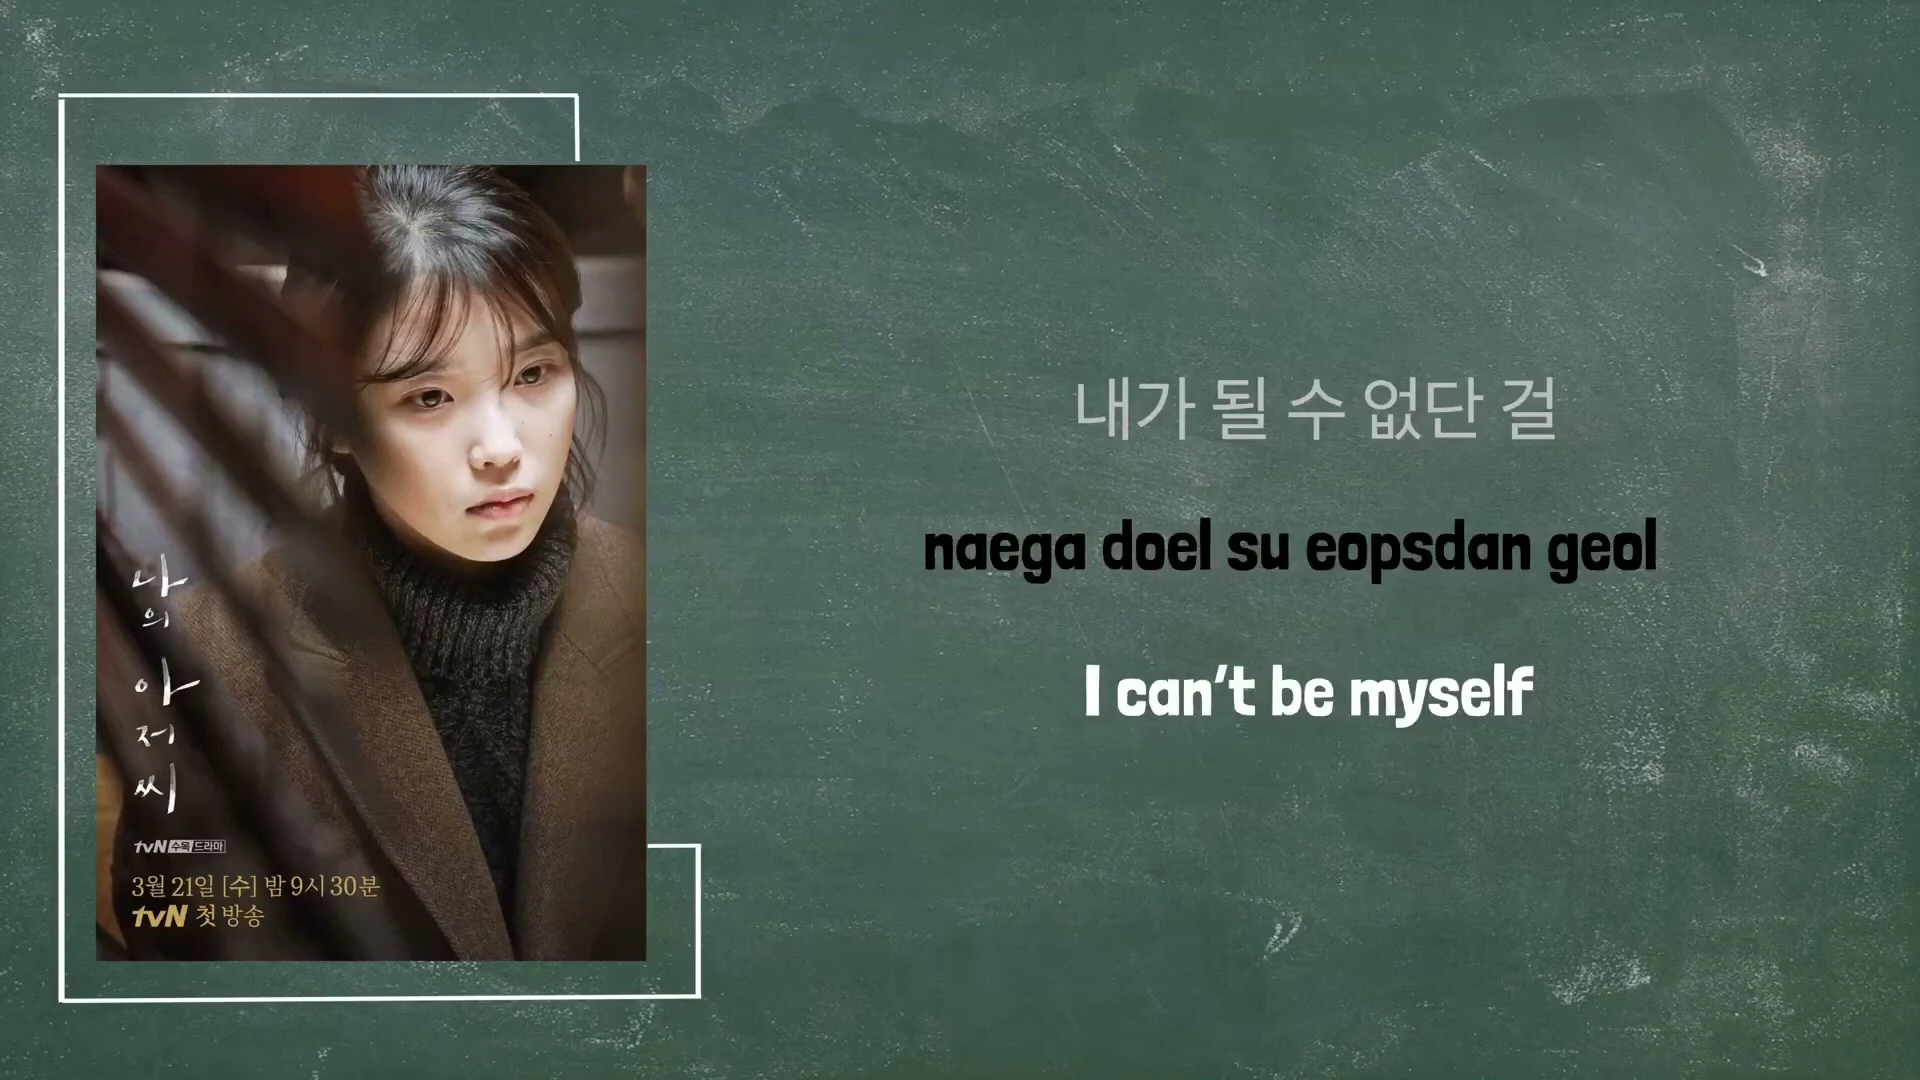 나의
아저씨
tvN 수목드라마
3월 21일 [수] 밤 9시 30분
tvN 첫방송
내가 될 수 없단 걸
naega doel su eopsdan geol
I can't be myself